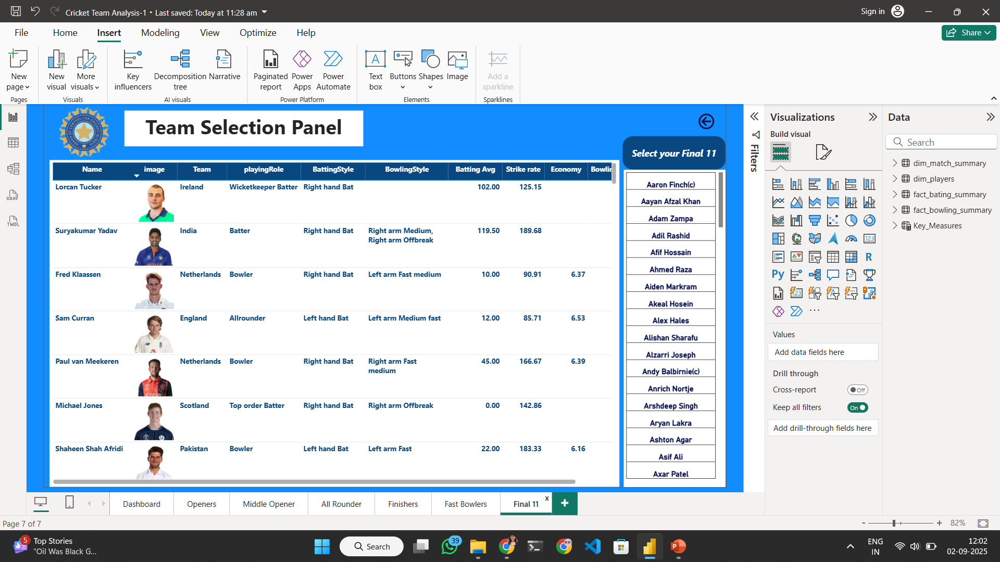 Cricket Team Analysis-1 • Last saved: Today at 11:28 am
Sign in
File Home Insert Modeling View Optimize Help
Share
New page
New visual
More visuals
Key influencers
Decomposition tree
Narrative
Paginated report
Power Apps
Power Automate
Text box
Buttons
Shapes
Image
Add a sparkline
Pages Visuals AI visuals Power Platform Elements Sparklines
Team Selection Panel
Select your Final 11
Name image Team playingRole BattingStyle BowlingStyle Batting Avg Strike rate Economy Bowlin
Lorcan Tucker Ireland Wicketkeeper Batter Right hand Bat 102.00 125.15
Suryakumar Yadav India Batter Right hand Bat Right arm Medium, 119.50 189.68
Right arm Offbreak
Fred Klaassen Netherlands Bowler Right hand Bat Left arm Fast medium 10.00 90.91 6.37
Sam Curran England Allrounder Left hand Bat Left arm Medium fast 12.00 85.71 6.53
Paul van Meekeren Netherlands Bowler Right hand Bat Right arm Fast 45.00 166.67 6.39
medium
Michael Jones Scotland Top order Batter Right hand Bat Right arm Offbreak 0.00 142.86
Shaheen Shah Afridi Pakistan Bowler Left hand Bat Left arm Fast 22.00 183.33 6.16
Aaron Finch(c)
Aayan Afzal Khan
Adam Zampa
Adil Rashid
Afif Hossain
Ahmed Raza
Aiden Markram
Akeal Hosein
Alex Hales
Alishan Sharafu
Alzarri Joseph
Andy Balbirnie(c)
Anrich Nortje
Arshdeep Singh
Aryan Lakra
Ashton Agar
Asif Ali
Axar Patel
Filters
Visualizations
Build visual
Values
Add data fields here
Drill through
Cross-report Off
Keep all filters On
Add drill-through fields here
Data
Search
dim_match_summary
dim_players
fact_bating_summary
fact_bowling_summary
Key_Measures
DAX
TMDL
Dashboard Openers Middle Opener All Rounder Finishers Fast Bowlers Final 11 x +
Page 7 of 7
- + 82%
5
Top Stories
"Oil Was Black G...
Search
39
ENG
IN
12:02
02-09-2025